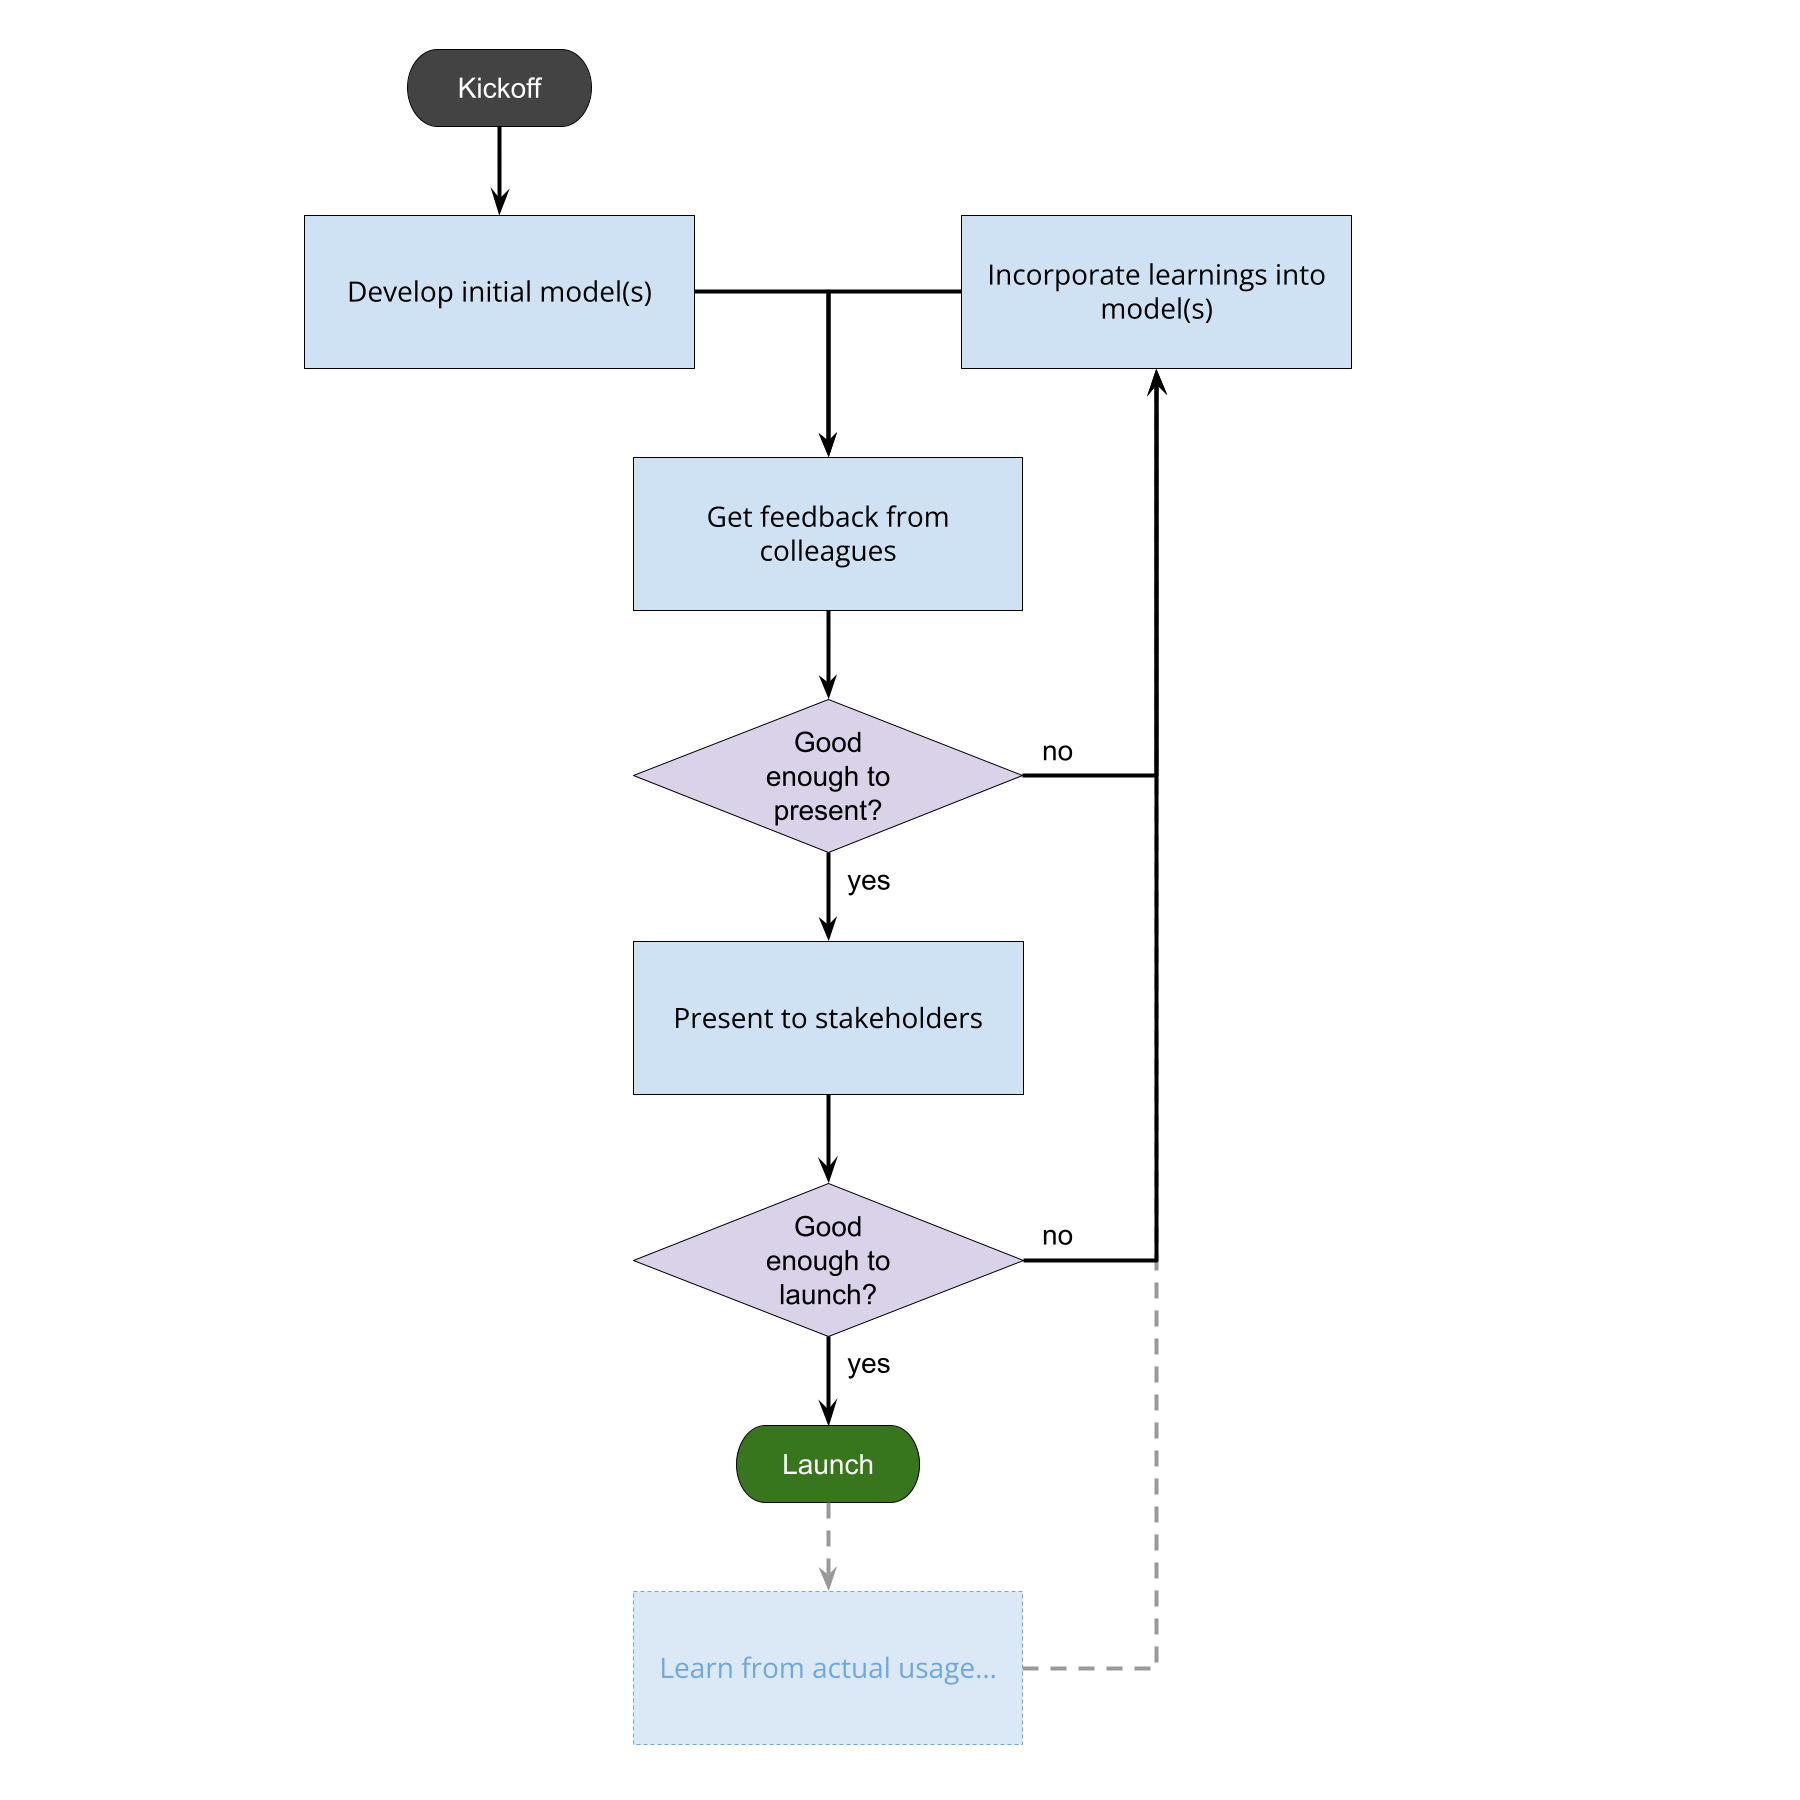 Kickoff
Develop initial model(s)
Incorporate learnings into
model(s)
Get feedback from
colleagues
Good
enough to
present?
no
yes
Present to stakeholders
Good
enough to
launch?
no
yes
Launch
Learn from actual usage...